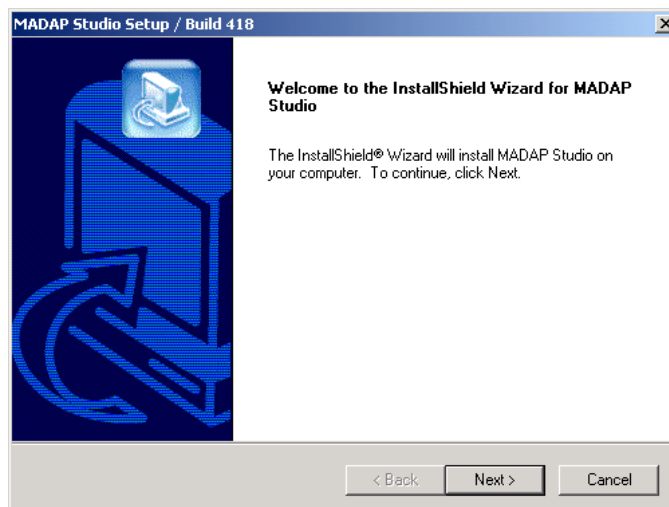 MADAP Studio Setup / Build 418
Welcome to the InstallShield Wizard for MADAP
Studio
The InstallShield® Wizard will install MADAP Studio on
your computer. To continue, click Next.
< Back
Next >
Cancel